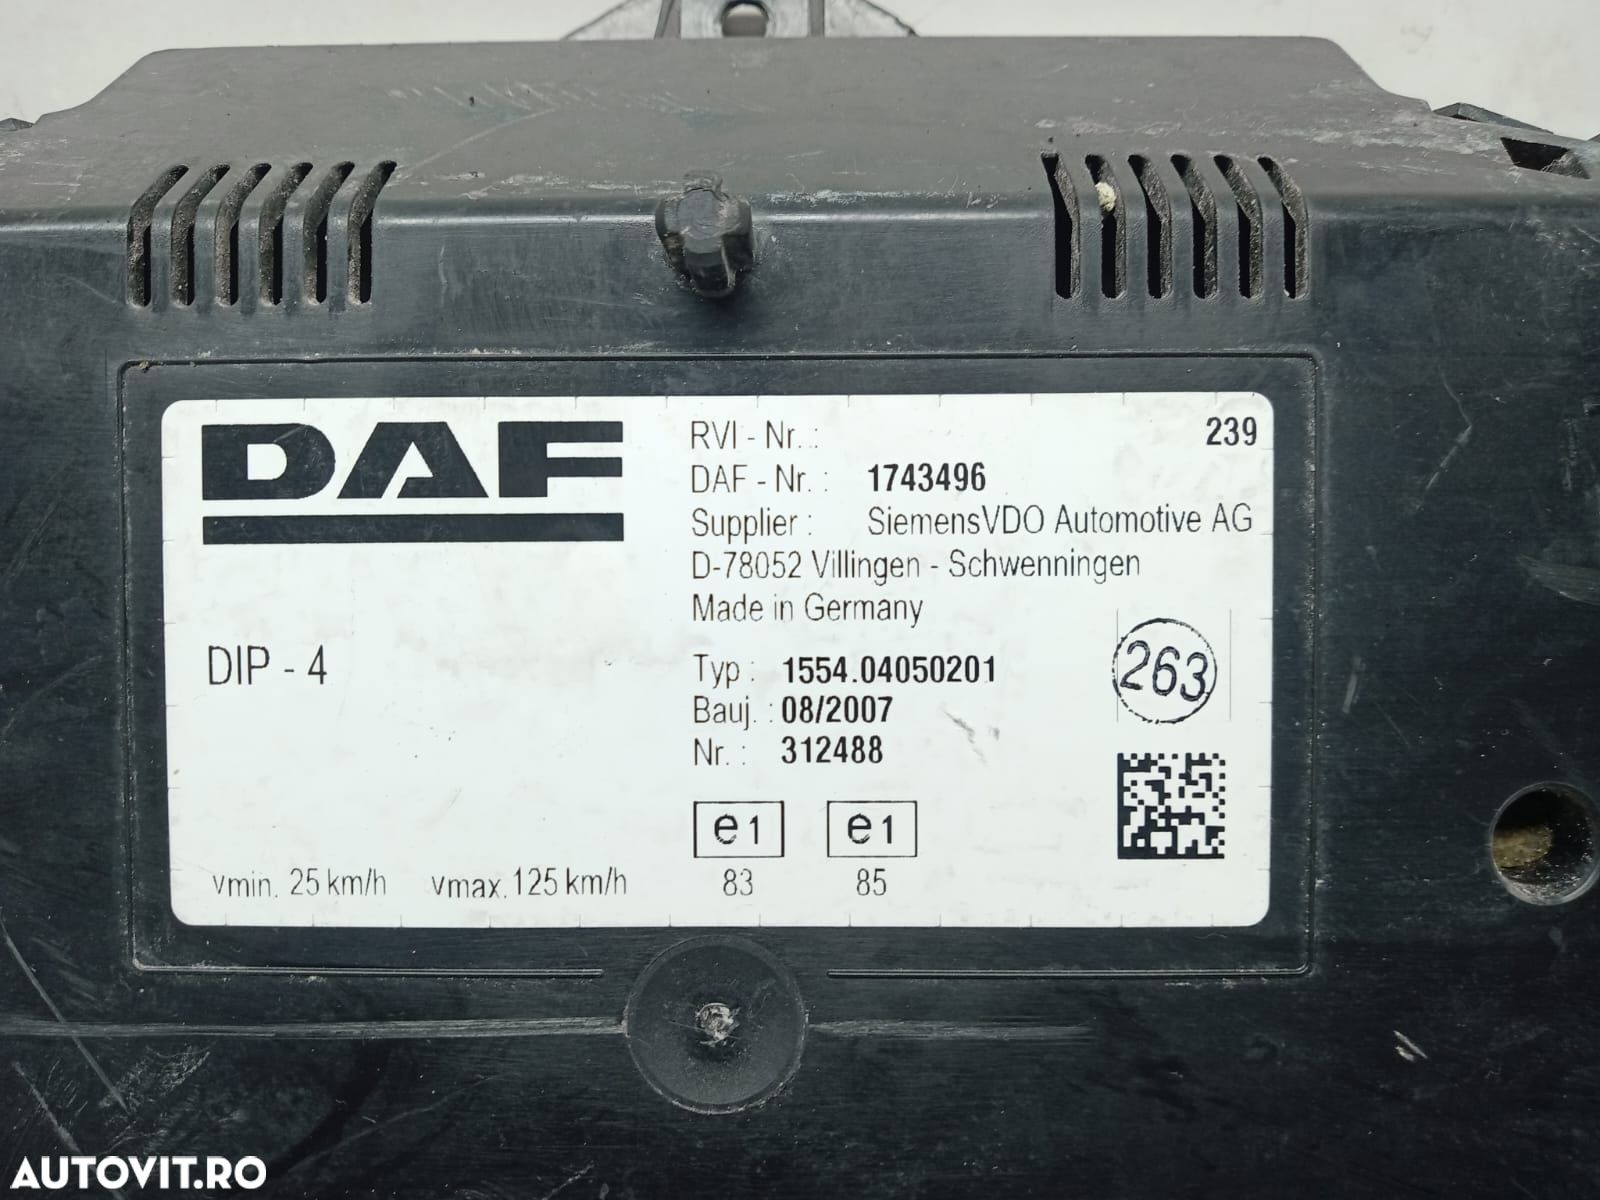 DAF
RVI - Nr. :
239
DAF - Nr. : 1743496
Supplier : SiemensVDO Automotive AG
D-78052 Villingen - Schwenningen
Made in Germany
DIP - 4
Typ : 1554.04050201
Bauj. : 08/2007
Nr. : 312488
263
e1 e1
vmin. 25 km/h vmax. 125 km/h 83 85
AUTOVIT.RO